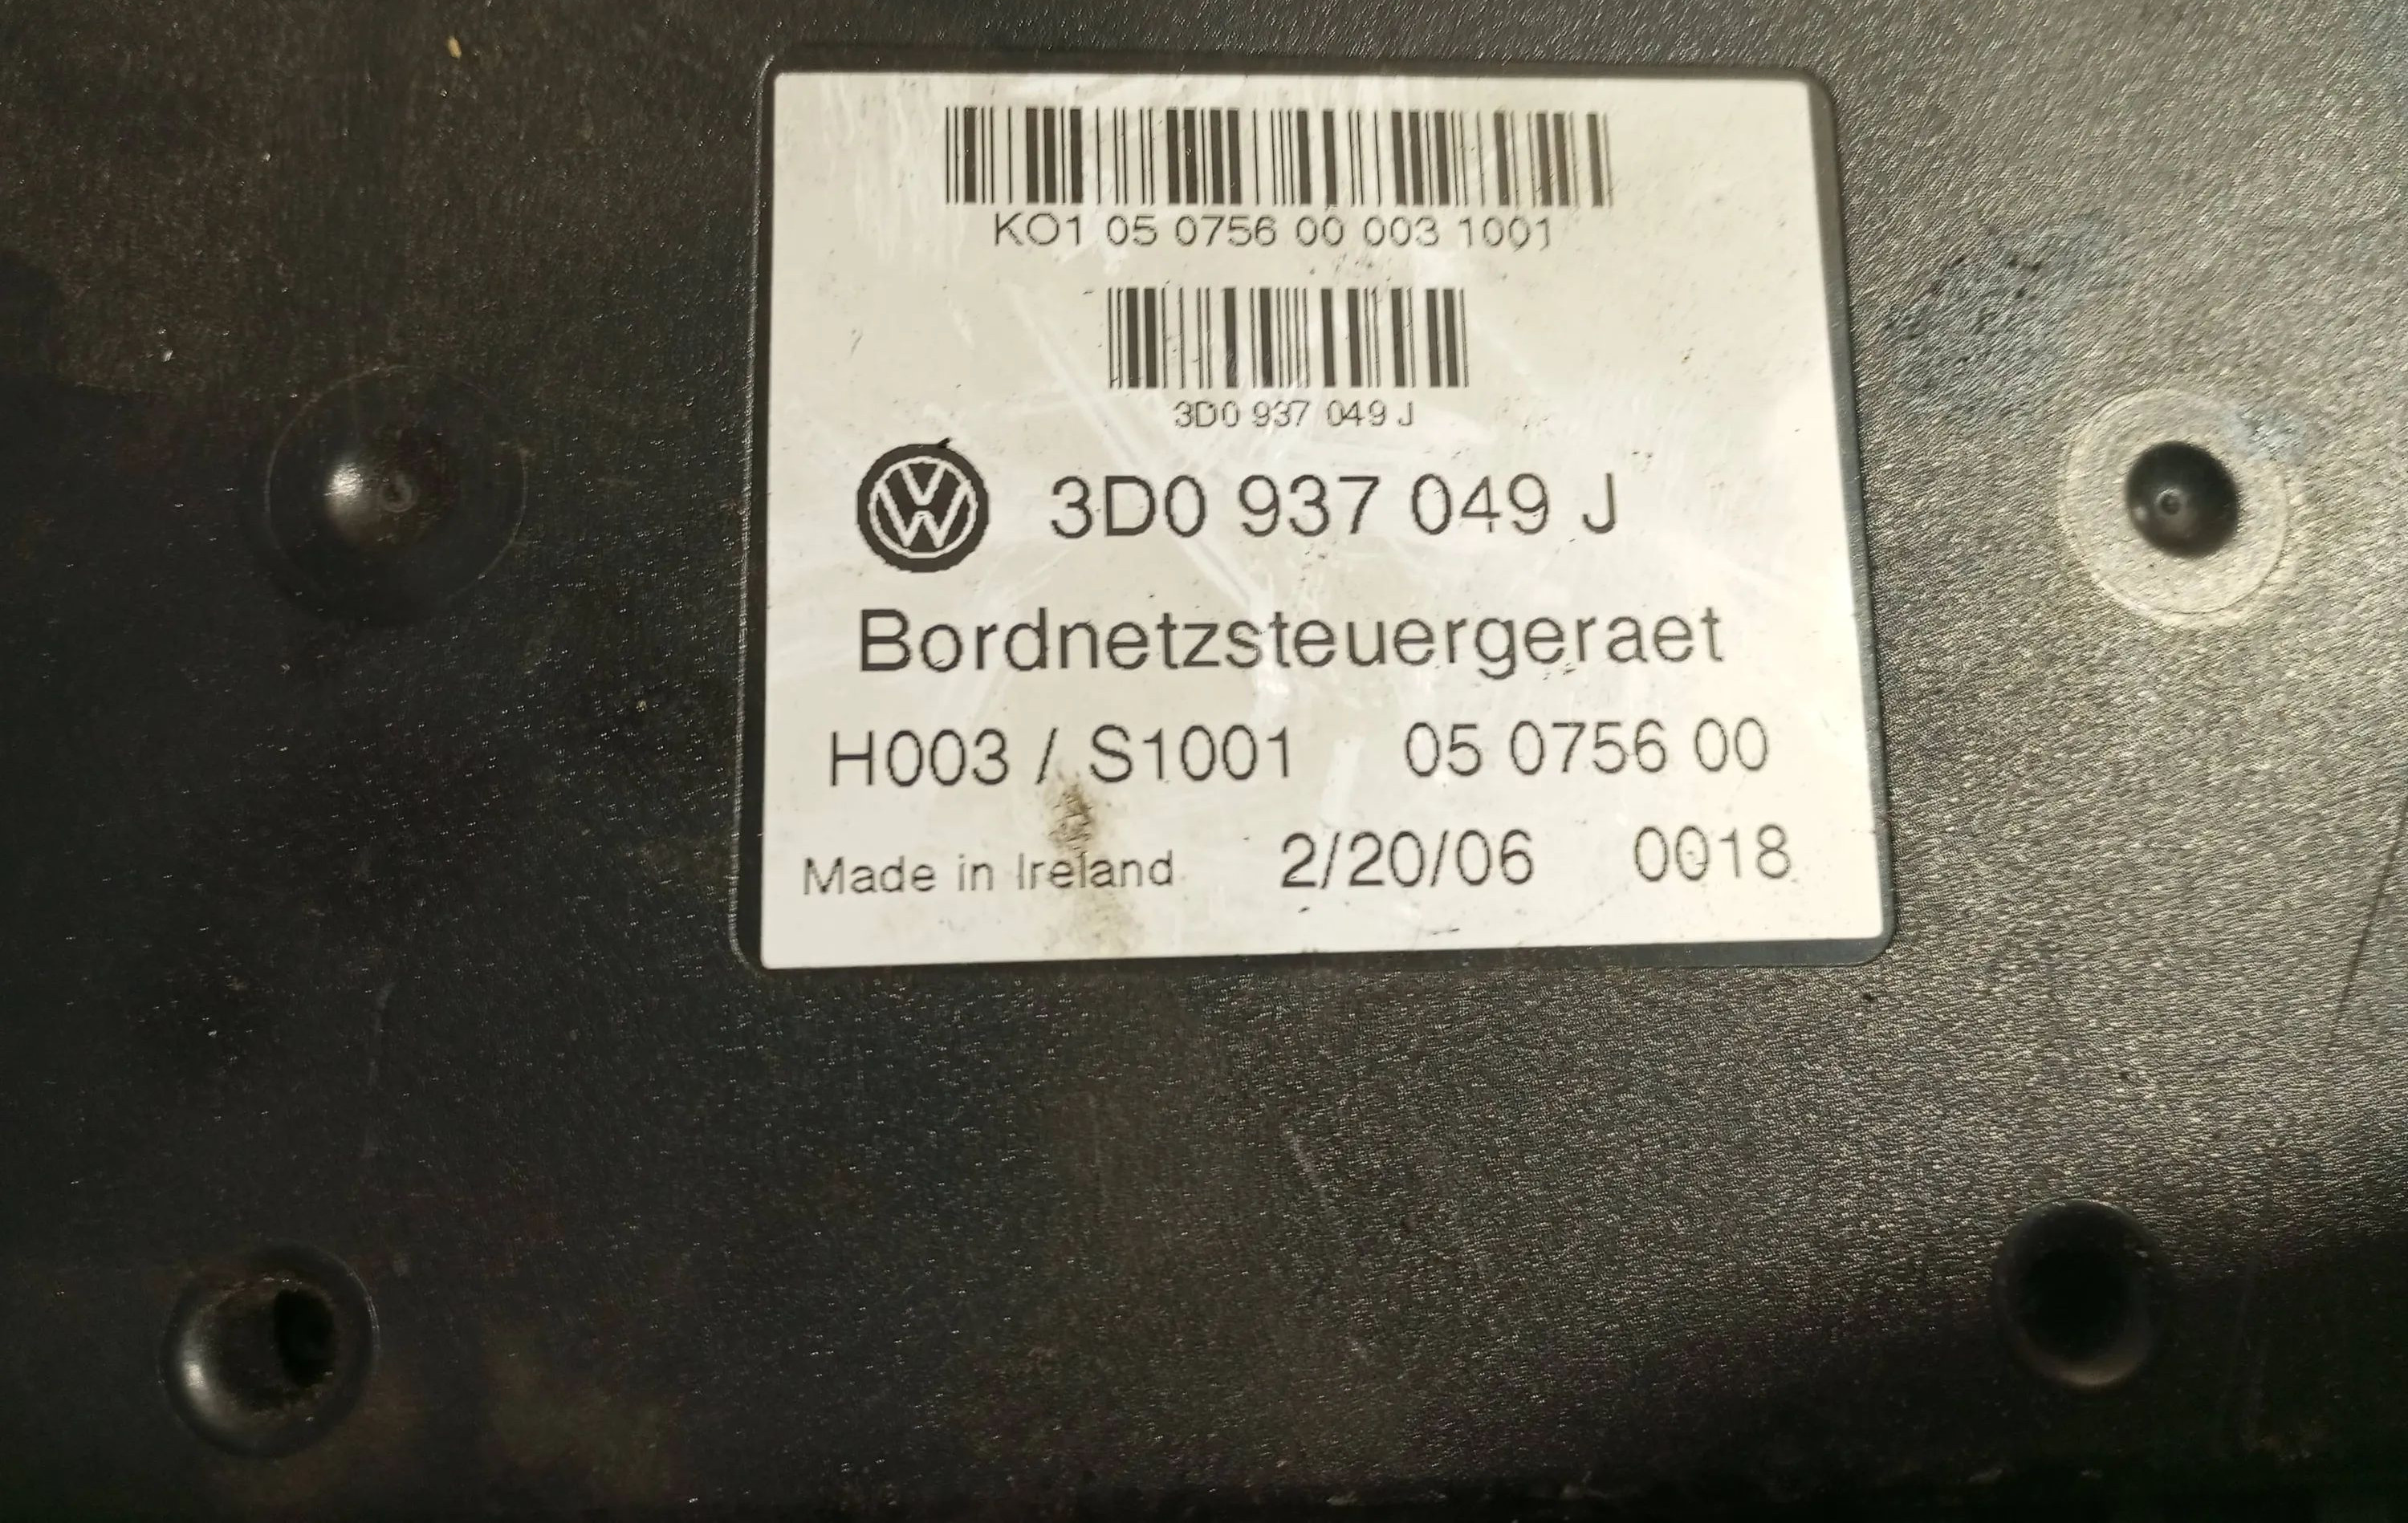 KO1 05 0756 00 003 1001
3D0 937 049 J
3D0 937 049 J
Bordnetzsteuergeraet
H003 / S1001 05 0756 00
Made in Ireland 2/20/06 0018